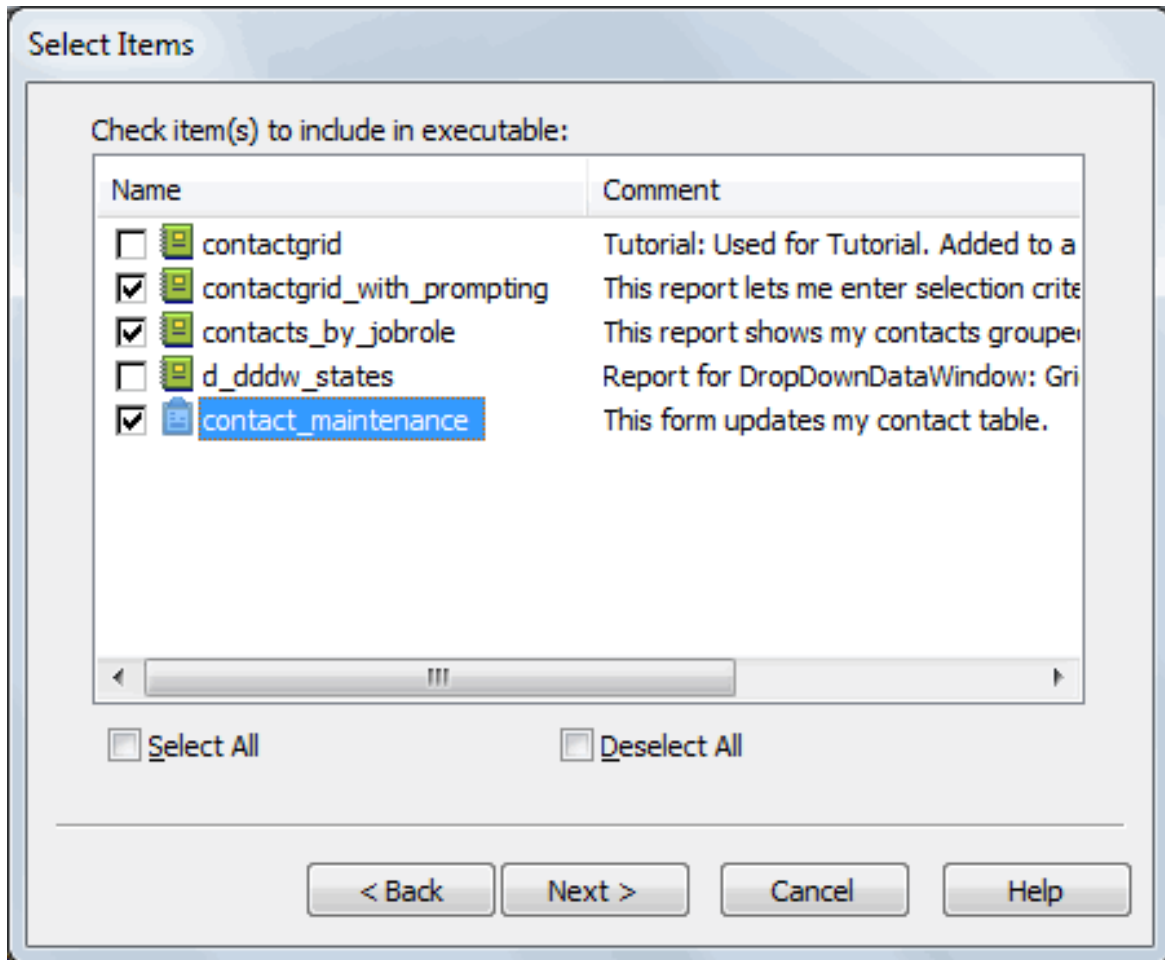 Select Items
Check item(s) to include in executable:
Name Comment
contactgrid Tutorial: Used for Tutorial. Added to a
contactgrid_with_prompting This report lets me enter selection crite
contacts_by_jobrole This report shows my contacts grouped
d_dddw_states Report for DropDownDataWindow: Gri
contact_maintenance This form updates my contact table.
Select All Deselect All
< Back Next > Cancel Help